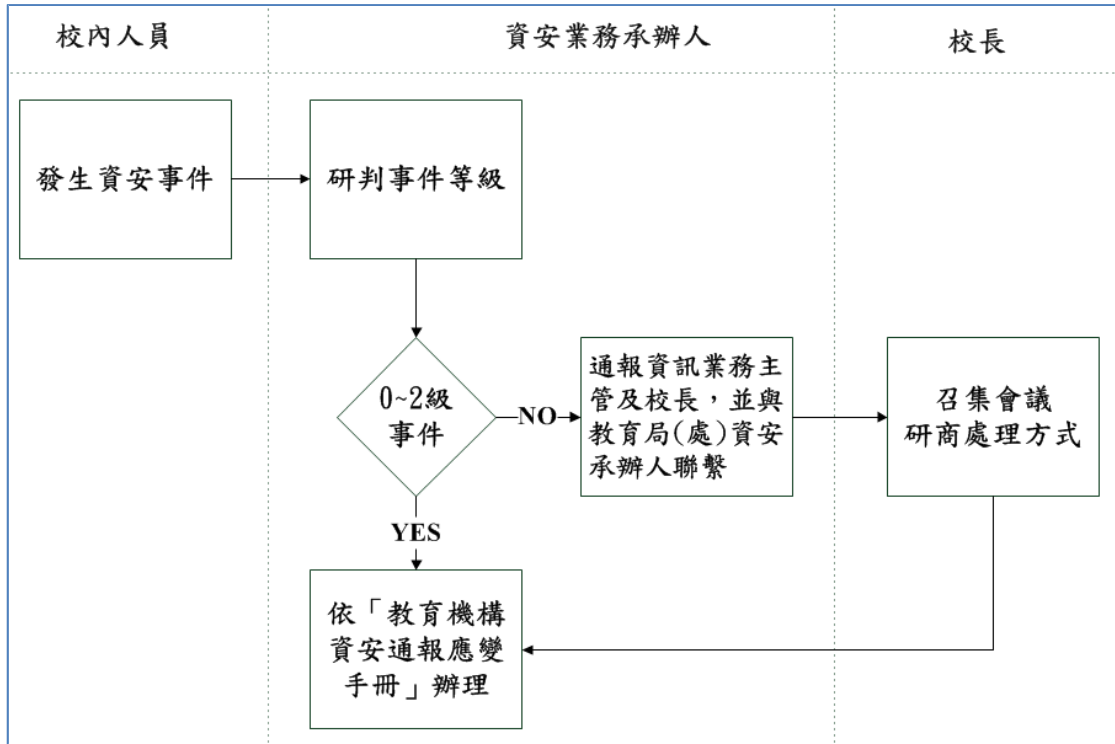 校內人員
資安業務承辦人
校長
發生資安事件
研判事件等級
0~2級
事件
NO
通報資訊業務主
管及校長，並與
教育局(處)資安
承辦人聯繫
召集會議
研商處理方式
YES
依「教育機構
資安通報應變
手冊」辦理